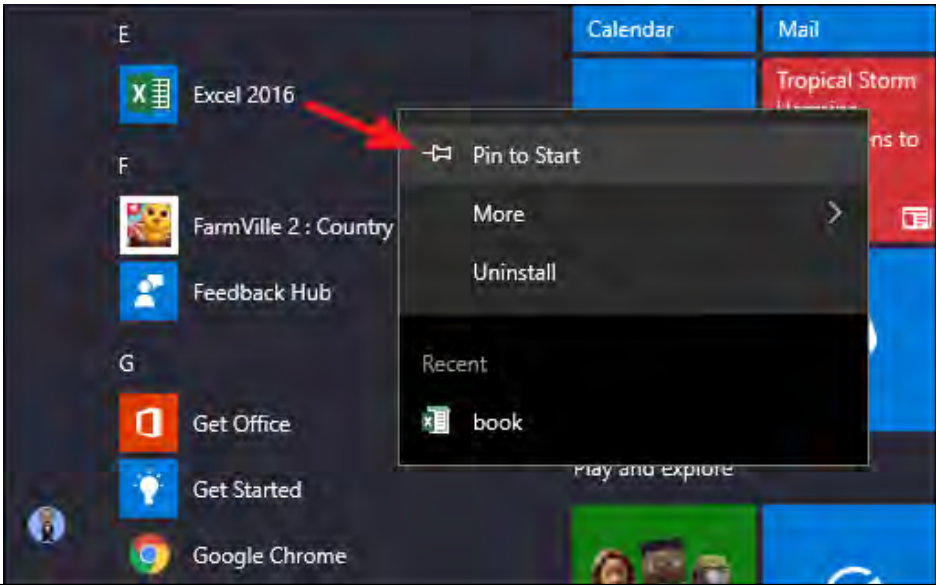 E
Excel 2016
F
FarmVille 2 : Country
Feedback Hub
G
Get Office
Get Started
Google Chrome
Pin to Start
More
Uninstall
Recent
book
Calendar
Mail
Tropical Storm
to
Play and explore